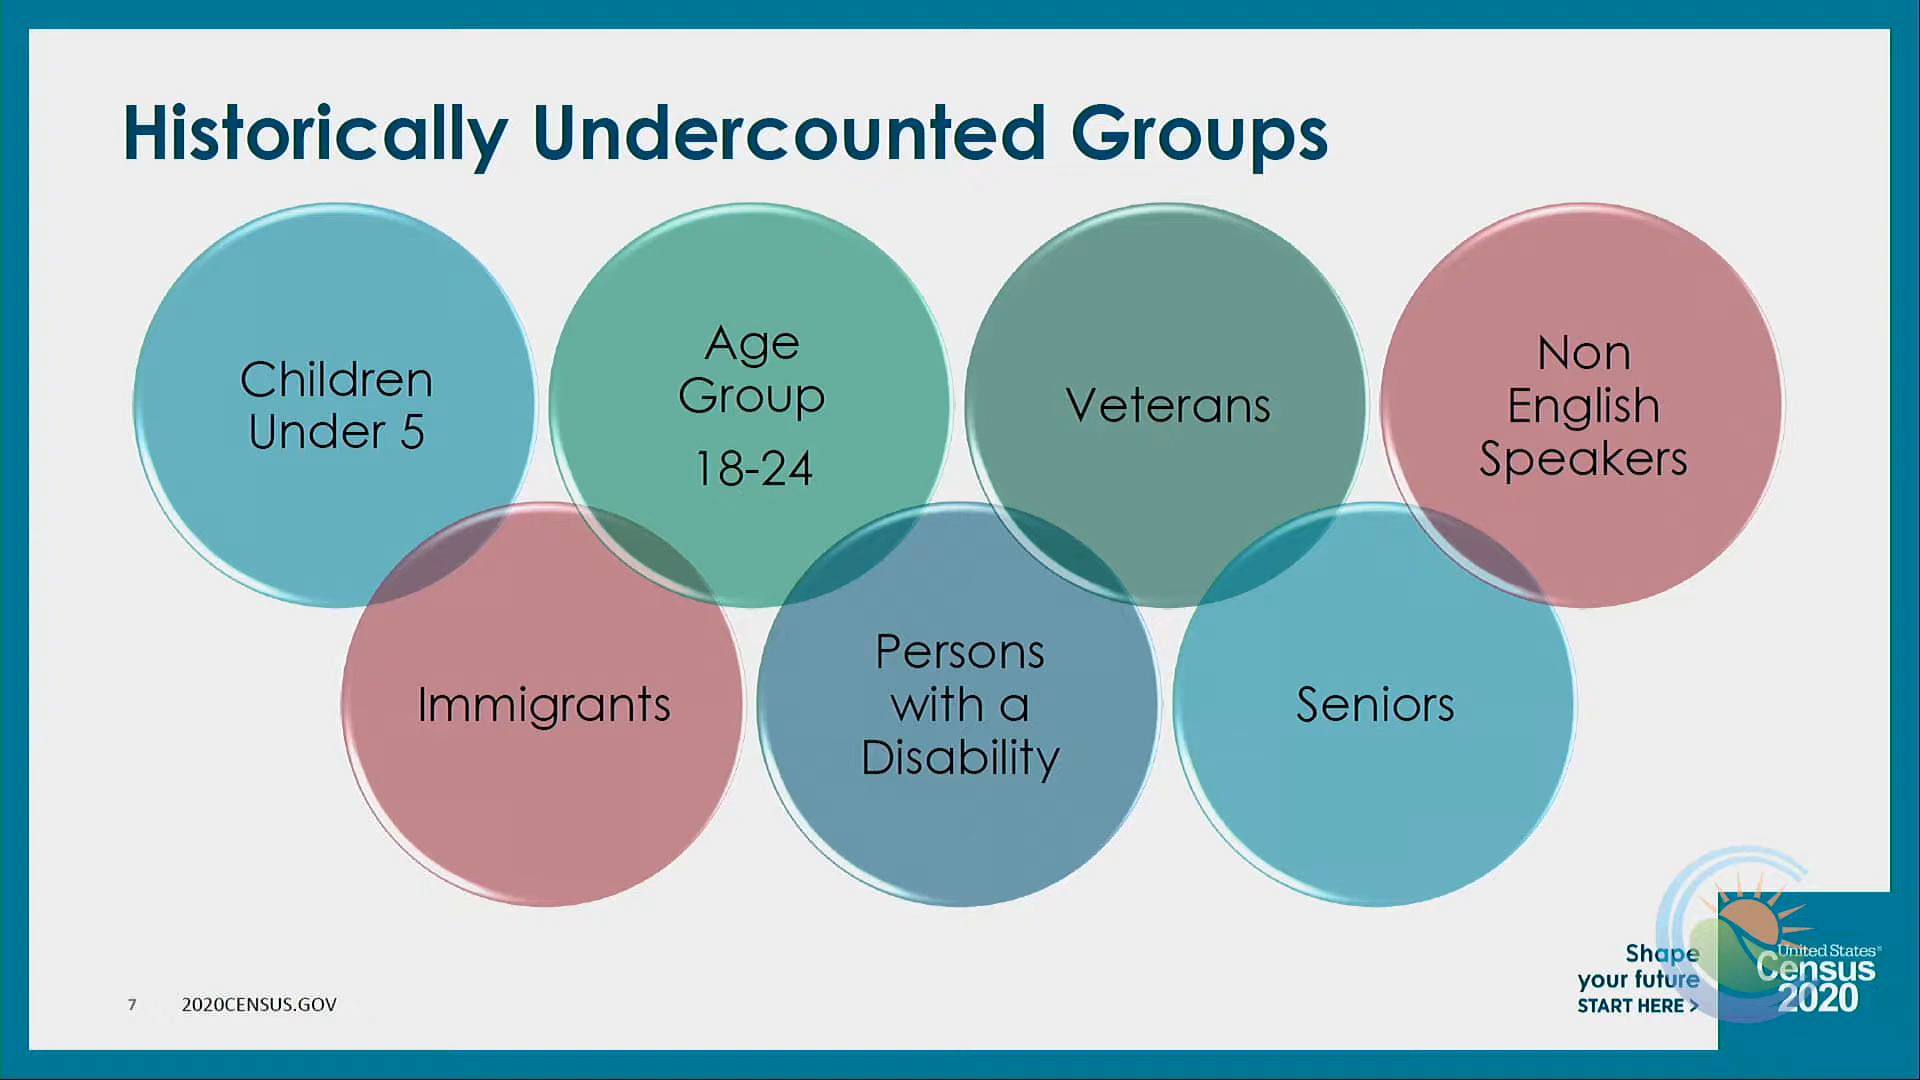 Historically Undercounted Groups
Children
Under 5
Age
Group
18-24
Veterans
Non
English
Speakers
Immigrants
Persons
with a
Disability
Seniors
7
2020CENSUS.GOV
Shape
your future
START HERE >
United States®
Census
2020